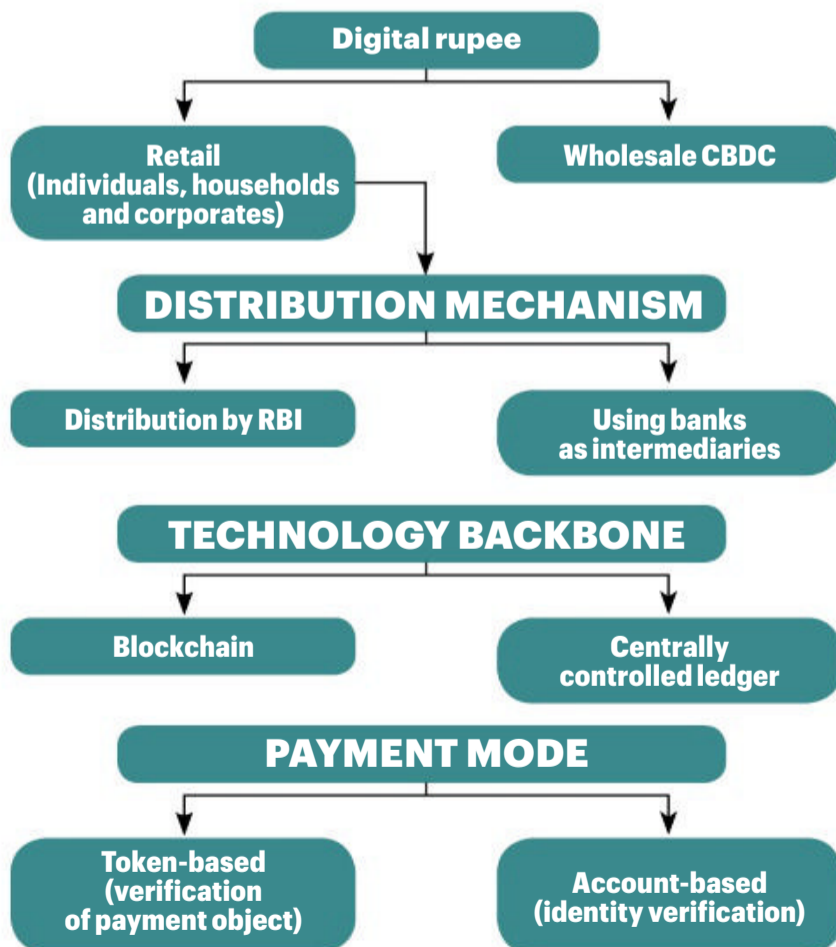 Digital rupee
Retail
(Individuals, households
and corporates)
Wholesale CBDC
DISTRIBUTION MECHANISM
Distribution by RBI
Using banks
as intermediaries
TECHNOLOGY BACKBONE
Blockchain
Centrally
controlled ledger
PAYMENT MODE
Token-based
(verification
of payment object)
Account-based
(identity verification)